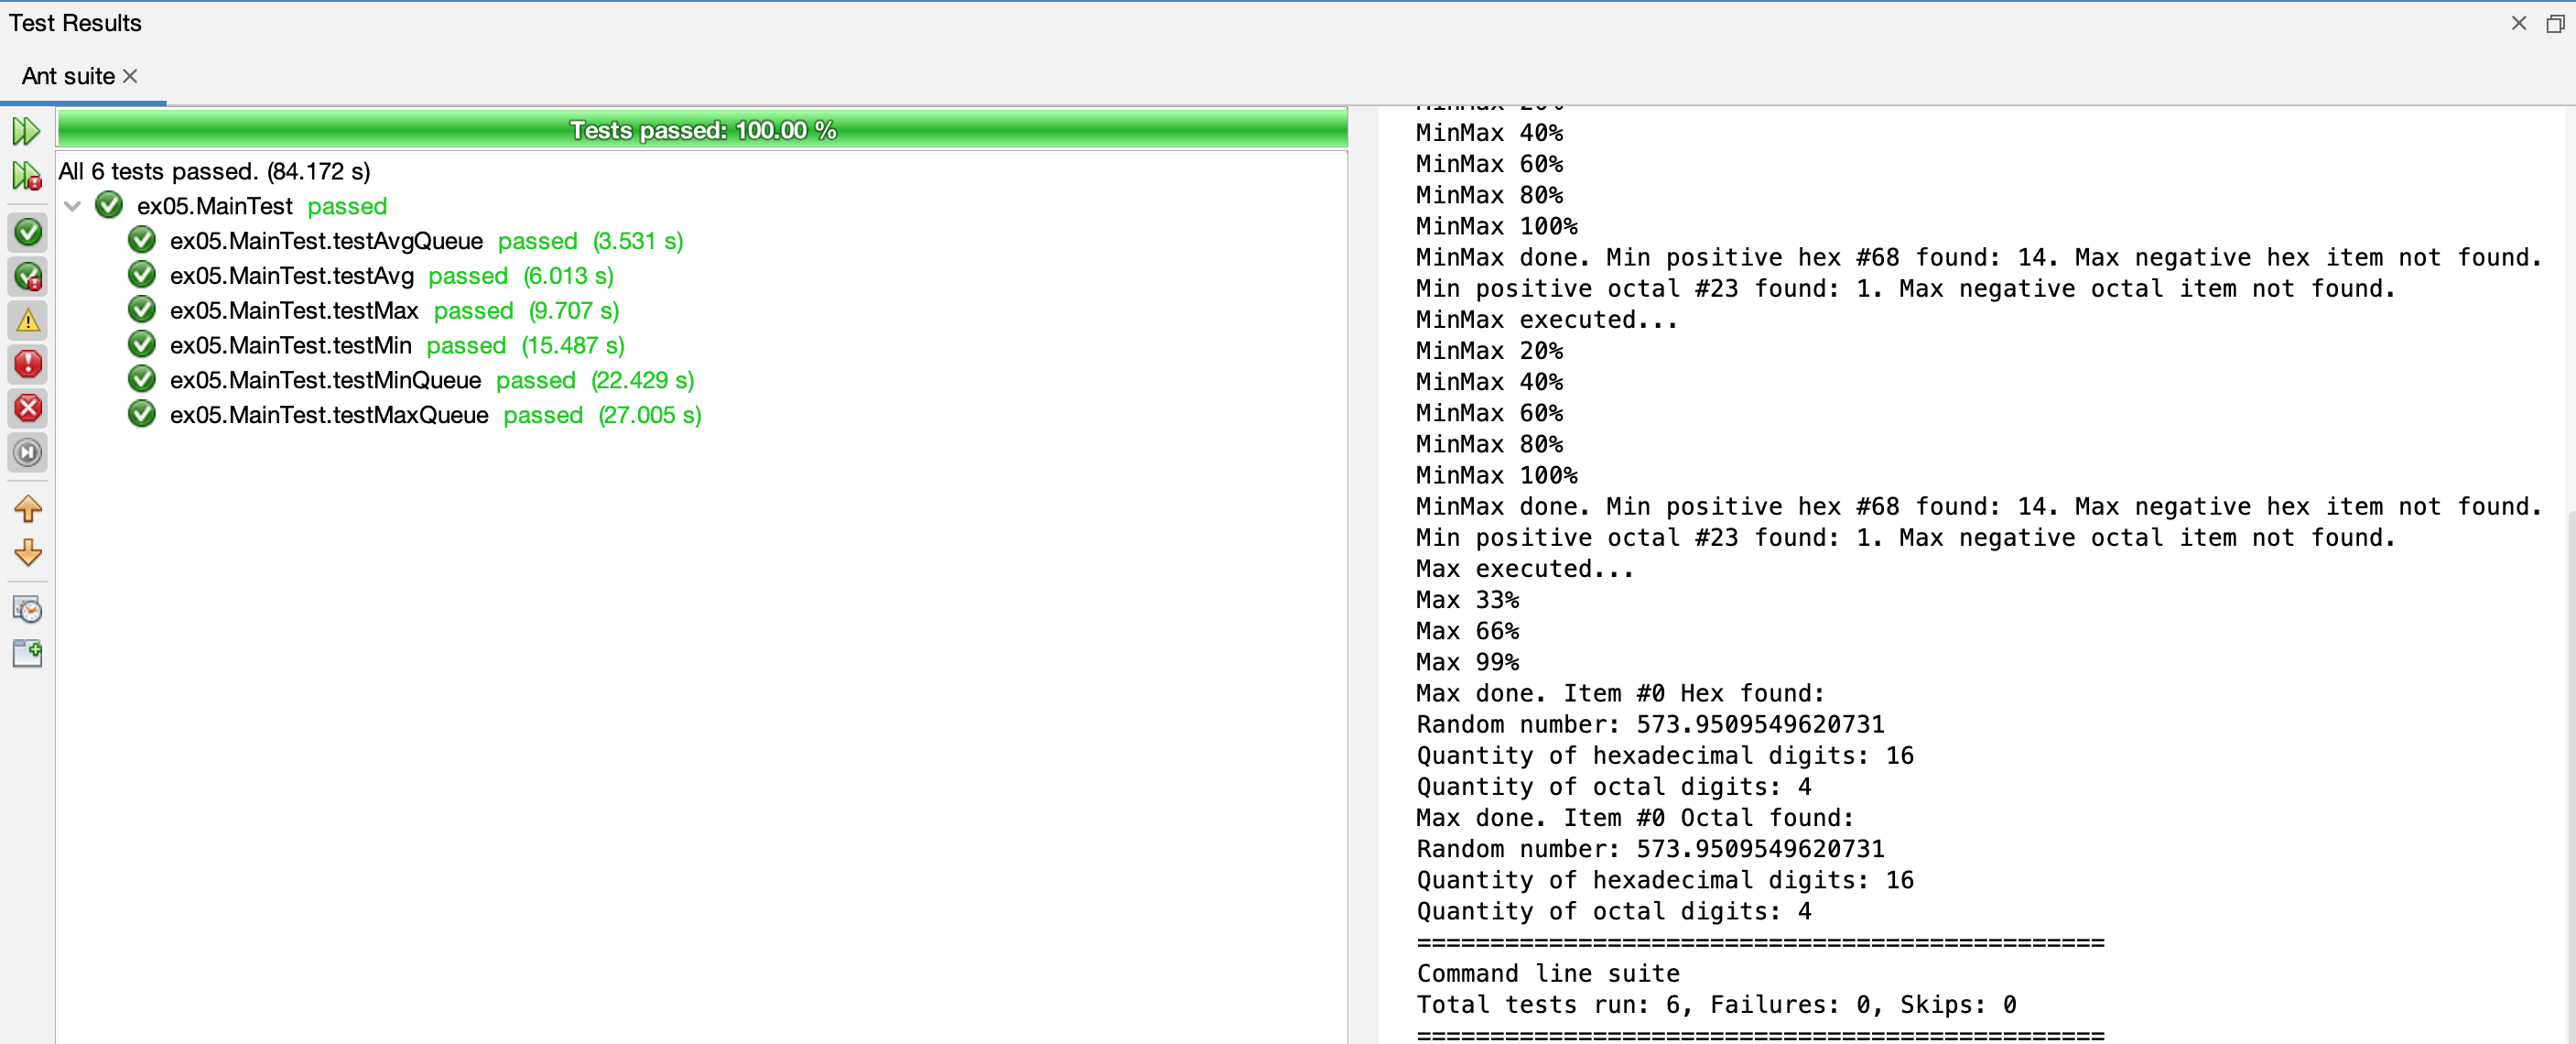 Test Results
Ant suite
Tests passed: 100.00 %
All 6 tests passed. (84.172 s)
ex05.MainTest passed
ex05.MainTest.testAvgQueue passed (3.531 s)
ex05.MainTest.testAvg passed (6.013 s)
ex05.MainTest.testMax passed (9.707 s)
ex05.MainTest.testMin passed (15.487 s)
ex05.MainTest.testMinQueue passed (22.429 s)
ex05.MainTest.testMaxQueue passed (27.005 s)
MinMax 20%
MinMax 40%
MinMax 60%
MinMax 80%
MinMax 100%
MinMax done. Min positive hex #68 found: 14. Max negative hex item not found.
Min positive octal #23 found: 1. Max negative octal item not found.
MinMax executed...
MinMax 20%
MinMax 40%
MinMax 60%
MinMax 80%
MinMax 100%
MinMax done. Min positive hex #68 found: 14. Max negative hex item not found.
Min positive octal #23 found: 1. Max negative octal item not found.
Max executed...
Max 33%
Max 66%
Max 99%
Max done. Item #0 Hex found:
Random number: 573.9509549620731
Quantity of hexadecimal digits: 16
Quantity of octal digits: 4
Max done. Item #0 Octal found:
Random number: 573.9509549620731
Quantity of hexadecimal digits: 16
Quantity of octal digits: 4
===============================================
Command line suite
Total tests run: 6, Failures: 0, Skips: 0
===============================================